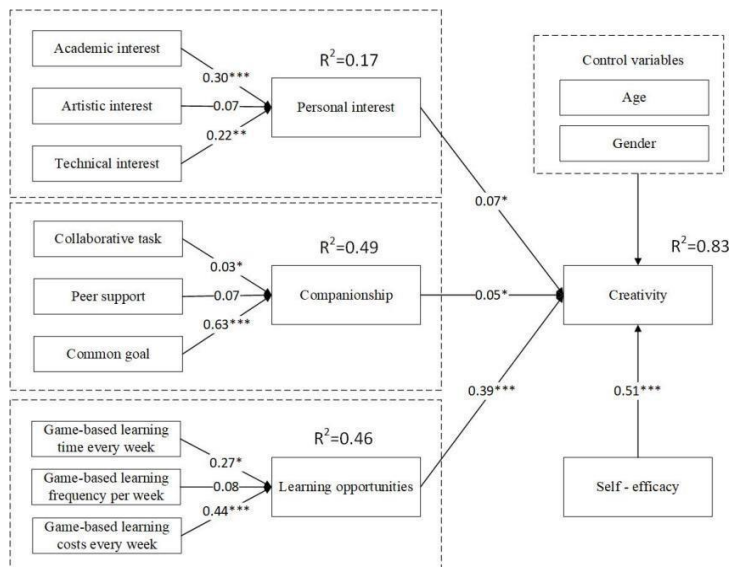 Academic interest
Artistic interest
Technical interest
0.30***
0.07
0.22**
R²=0.17
Personal interest
Collaborative task
Peer support
Common goal
0.03*
0.07
0.63***
R²=0.49
Companionship
Game-based learning
time every week
Game-based learning
frequency per week
Game-based learning
costs every week
0.27*
0.08
0.44***
R²=0.46
Learning opportunities
0.07*
0.05*
0.39***
Control variables
Age
Gender
R²=0.83
Creativity
0.51***
Self - efficacy